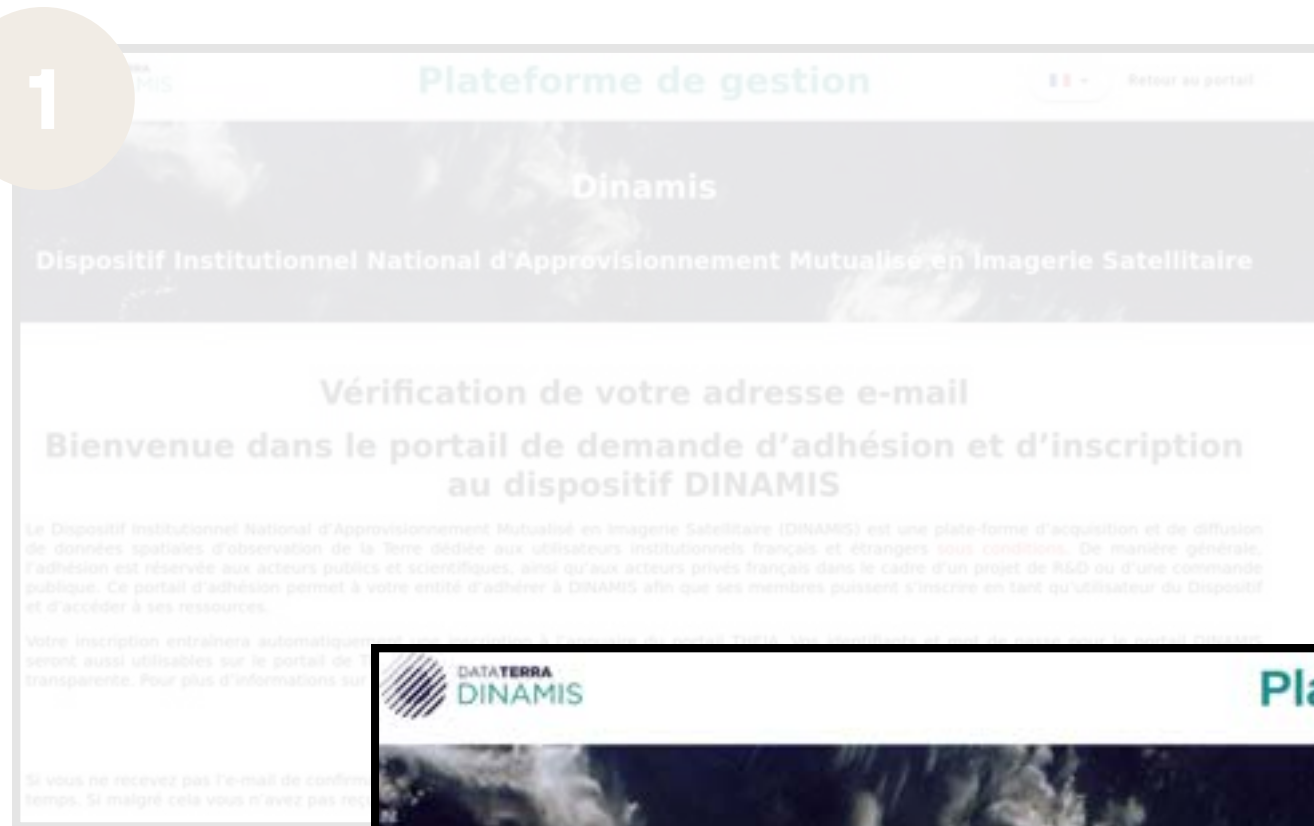 1
Plateforme de gestion
Retour au portail
Dinamis
Dispositif Institutionnel National d'Approvisionnement Mutualisé en Imagerie Satellitaire
Vérification de votre adresse e-mail
Bienvenue dans le portail de demande d’adhésion et d’inscription
au dispositif DINAMIS
Le Dispositif Institutionnel National d’Approvisionnement Mutualisé en Imagerie Satellitaire (DINAMIS) est une plate-forme d’acquisition et de diffusion
de données spatiales d’observation de la Terre dédiée aux utilisateurs institutionnels français et étrangers sous conditions. De manière générale,
l’adhésion est réservée aux acteurs publics et scientifiques, ainsi qu’aux acteurs privés français dans le cadre d’un projet de R&D ou d’une commande
publique. Ce portail d’adhésion permet à votre entité d’adhérer à DINAMIS afin que ses membres puissent s’inscrire en tant qu’utilisateur du Dispositif
et d’accéder à ses ressources.
Votre inscription entraînera automatiquement une inscription à l’annuaire du portail THEIA. Vos identifiants et mot de passe pour le portail DINAMIS
seront aussi utilisables sur le portail de
transparente. Pour plus d’informations sur
Si vous ne recevez pas l’e-mail de
temps. Si malgré cela vous n’avez pas
DATATERRA
DINAMIS
Pla